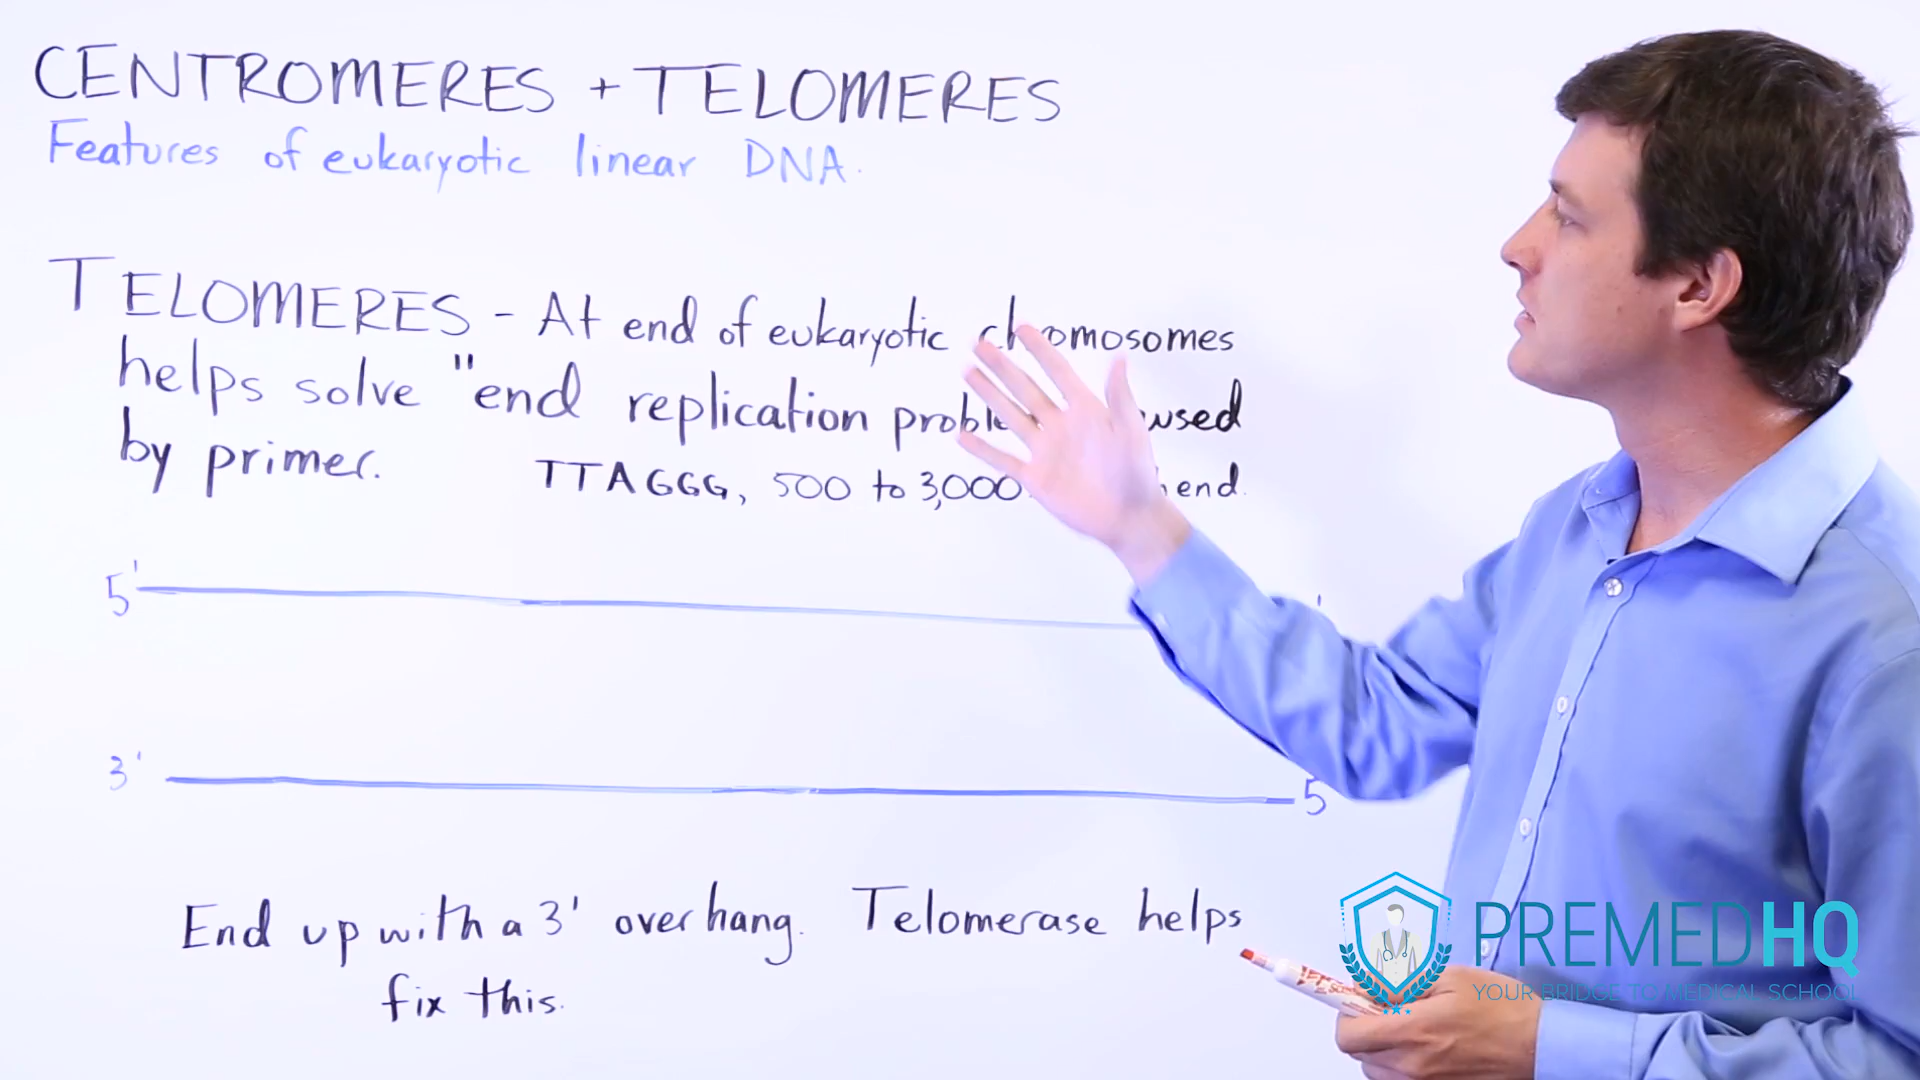 CENTROMERES + TELOMERES
Features of eukaryotic linear DNA.
TELOMERES - At end of eukaryotic chromosomes
helps solve "end replication
by primer.
TTAGGG, 500 to 3,000 end.
5'
3' 5
End up with a 3' overhang. Telomerase helps
fix this.
PREMEDHQ
YOUR BRIDGE TO MEDICAL SCHOOL